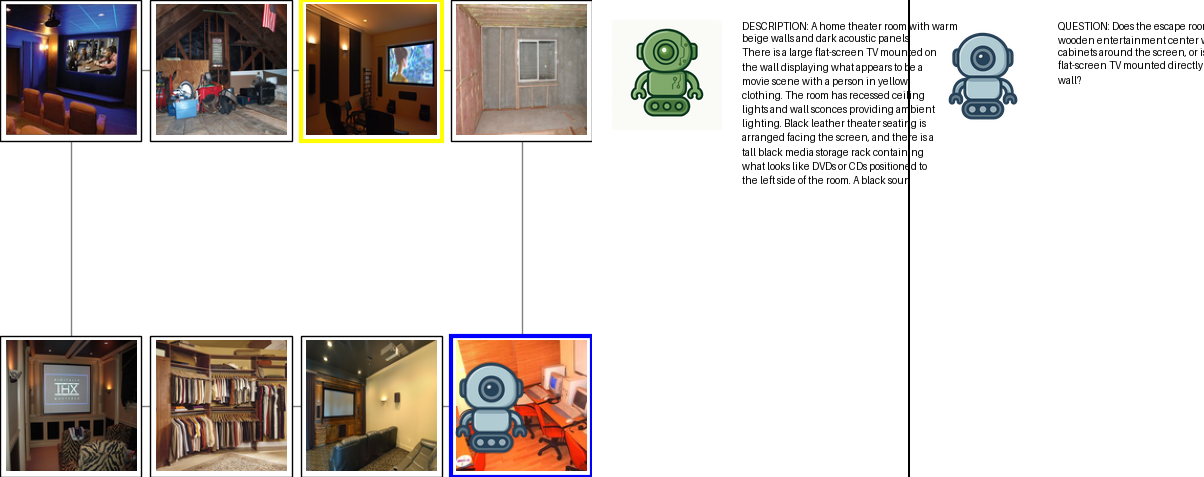 DESCRIPTION: A home theater room with warm
beige walls and dark acoustic panels.
There is a large flat-screen TV mounted on
the wall displaying what appears to be a
movie scene with a person in yellow
clothing. The room has recessed ceiling
lights and wall sconces providing ambient
lighting. Black leather theater seating is
arranged facing the screen, and there is a
tall black media storage rack containing
what looks like DVDs or CDs positioned to
the left side of the room. A black soun
QUESTION: Does the escape roo
wooden entertainment center w
cabinets around the screen, or is
flat-screen TV mounted directly
wall?
THX